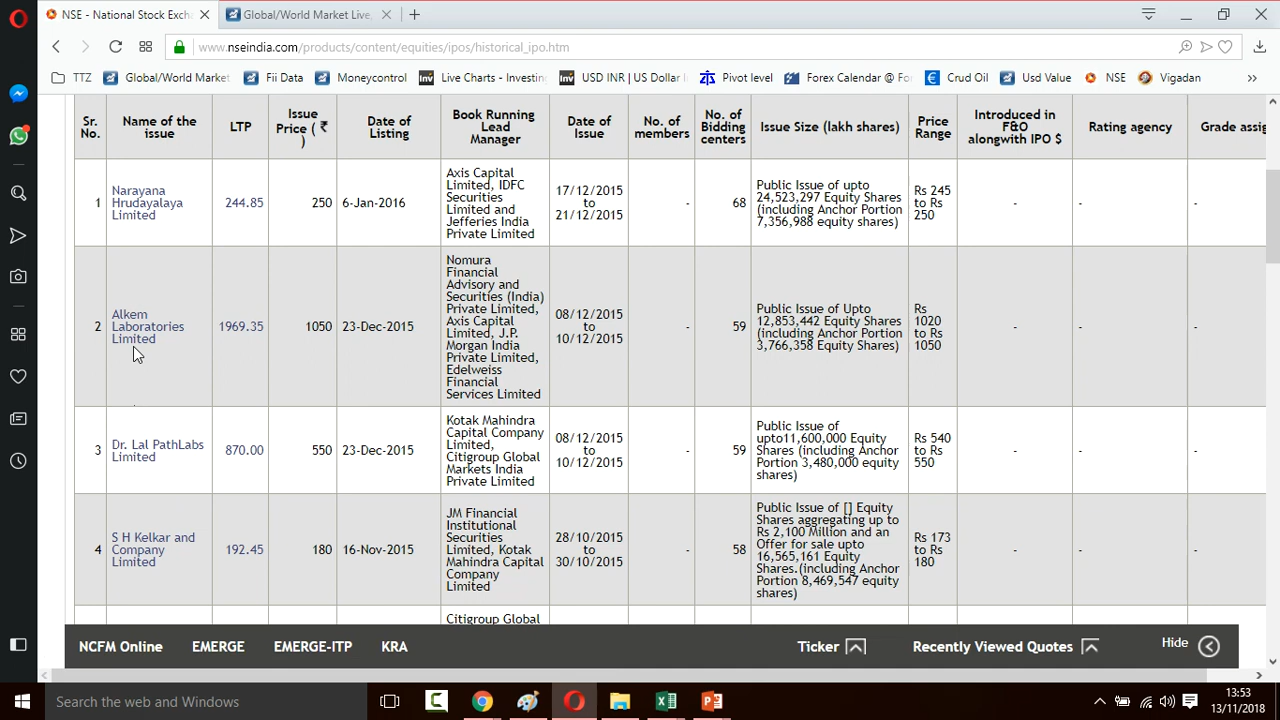 NSE - National Stock Exch
Global/World Market Live,
www.nseindia.com/products/content/equities/ipos/historical_ipo.htm
TTZ
Global/World Market
Fii Data
Moneycontrol
Live Charts - Investing
USD INR | US Dollar I
Pivot level
Forex Calendar @ Fo
Crud Oil
Usd Value
NSE
Vigadan
Sr.
No.
Name of the
issue
LTP
Issue
Price ( ₹
)
Date of
Listing
Book Running
Lead
Manager
Date of
Issue
No. of
members
No. of
Bidding
centers
Issue Size (lakh shares)
Price
Range
Introduced in
F&O
alongwith IPO $
Rating agency
Grade assig
1
Narayana
Hrudayalaya
Limited
244.85
250
6-Jan-2016
Axis Capital
Limited, IDFC
Securities
Limited and
Jefferies India
Private Limited
17/12/2015
to
21/12/2015
-
68
Public Issue of upto
24,523,297 Equity Shares
(including Anchor Portion
7,356,988 equity shares)
Rs 245
to Rs
250
-
-
-
2
Alkem
Laboratories
Limited
1969.35
1050
23-Dec-2015
Nomura
Financial
Advisory and
Securities (India)
Private Limited,
Axis Capital
Limited, J.P.
Morgan India
Private Limited,
Edelweiss
Financial
Services Limited
08/12/2015
to
10/12/2015
-
59
Public Issue of Upto
12,853,442 Equity Shares
(including Anchor Portion
3,766,358 Equity Shares)
Rs
1020
to Rs
1050
-
-
-
3
Dr. Lal PathLabs
Limited
870.00
550
23-Dec-2015
Kotak Mahindra
Capital Company
Limited,
Citigroup Global
Markets India
Private Limited
08/12/2015
to
10/12/2015
-
59
Public Issue of
upto11,600,000 Equity
Shares (including Anchor
Portion 3,480,000 equity
shares)
Rs 540
to Rs
550
-
-
-
4
S H Kelkar and
Company
Limited
192.45
180
16-Nov-2015
JM Financial
Institutional
Securities
Limited, Kotak
Mahindra Capital
Company
Limited
28/10/2015
to
30/10/2015
-
58
Public Issue of [] Equity
Shares aggregating up to
Rs 2,100 Million and an
Offer for sale upto
16,565,161 Equity
Shares.(including Anchor
Portion 8,469,547 equity
shares)
Rs 173
to Rs
180
-
-
-
Citigroup Global
NCFM Online
EMERGE
EMERGE-ITP
KRA
Ticker
Recently Viewed Quotes
Hide
Search the web and Windows
13:53
13/11/2018